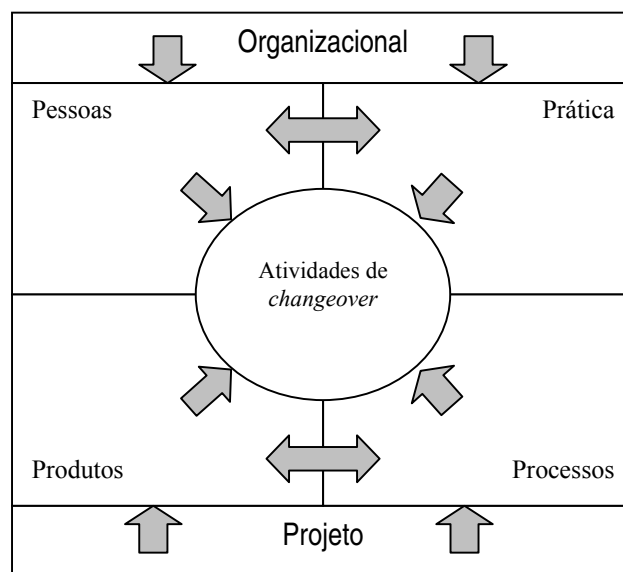 Organizacional
Pessoas
Prática
Atividades de
changeover
Produtos
Processos
Projeto